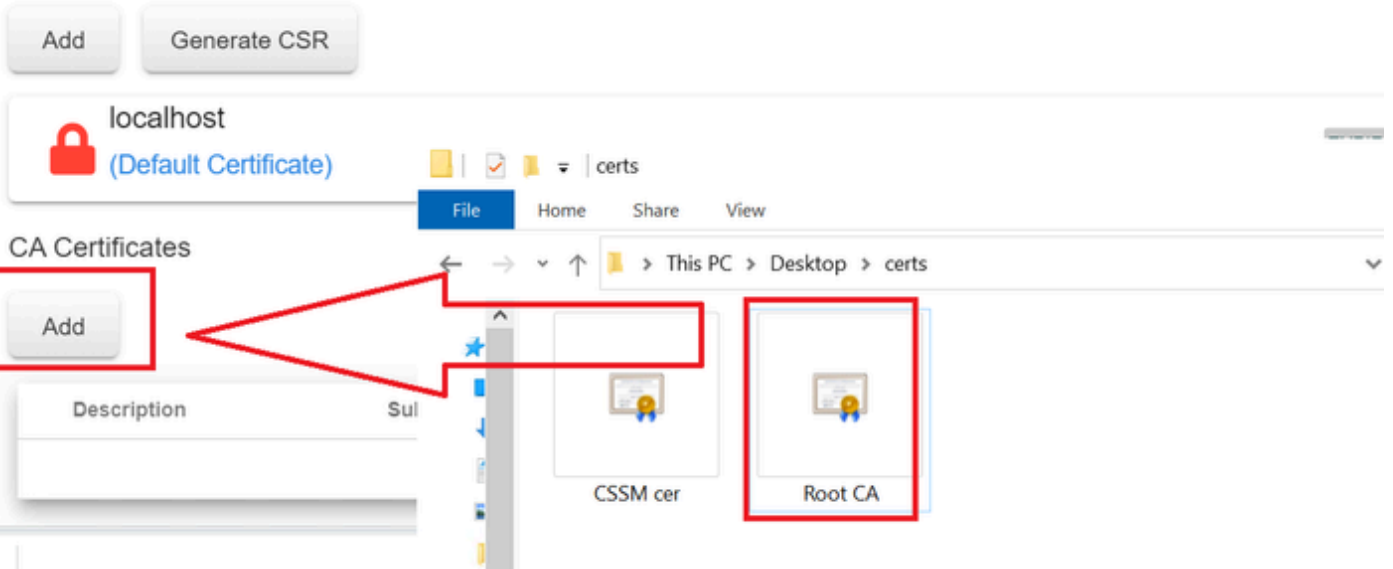 Add
Generate CSR
localhost
(Default Certificate)
certs
File
Home
Share
View
CA Certificates
This PC > Desktop > certs
Add
Description
Sul
CSSM cer
Root CA